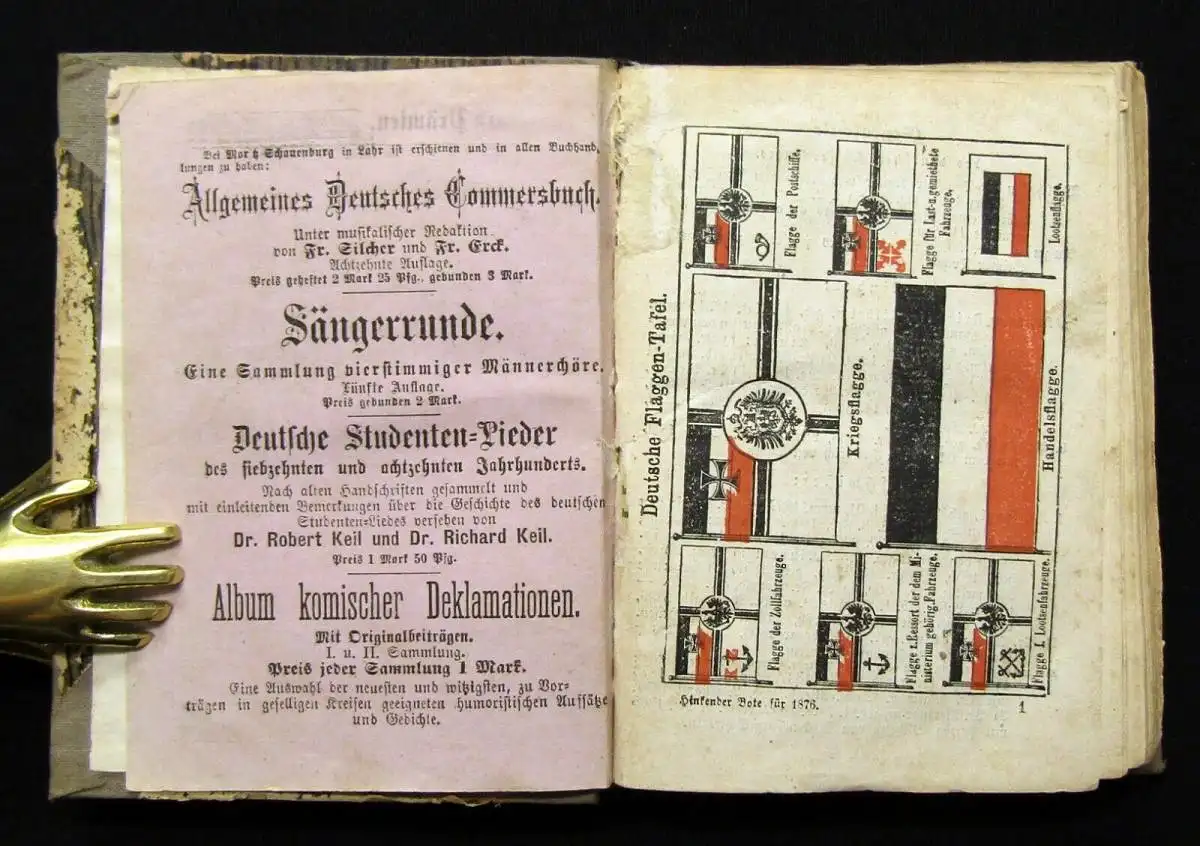 Bei Moritz Schauenburg in Lahr ist erschienen und in allen Buchhand,
lungen zu haben:
Allgemeines Deutsches Commersbuch.
Unter musikalischer Redaktion
von Fr. Silcher und Fr. Erck.
Achtzehnte Auflage.
Preis geheftet 2 Mark 25 Pfg., gebunden 3 Mark.
Sängerrunde.
Eine Sammlung vierstimmiger Männerchöre.
Fünfte Auflage.
Preis gebunden 2 Mark.
Deutsche Studenten-Lieder
des siebzehnten und achtzehnten Jahrhunderts.
Nach alten Handschriften gesammelt und
mit einleitenden Bemerkungen über die Geschichte des deutschen
Studenten-Liedes versehen von
Dr. Robert Keil und Dr. Richard Keil.
Preis 1 Mark 50 Pfg.
Album komischer Deklamationen.
Mit Originalbeiträgen.
I. u. II. Sammlung.
Preis jeder Sammlung 1 Mark.
Eine Auswahl der neuesten und witzigsten, zu Vor-
trägen in geselligen Kreisen geeigneten humoristischen Aufsätze
und Gedichte.
Deutsche Flaggen-Tafel.
Flagge der Postschiffe.
Flagge für Last-u.gemiethete
Fahrzeuge.
Lootsenflagge.
Kriegsflagge.
Handelsflagge.
Flagge der Zollfahrzeuge.
Flagge z.Ressort der dem Mi-
nisterium gehörig.Fahrzeuge.
Flagge f. Lootsenfahrzeuge.
Hinkender Bote für 1876.
1